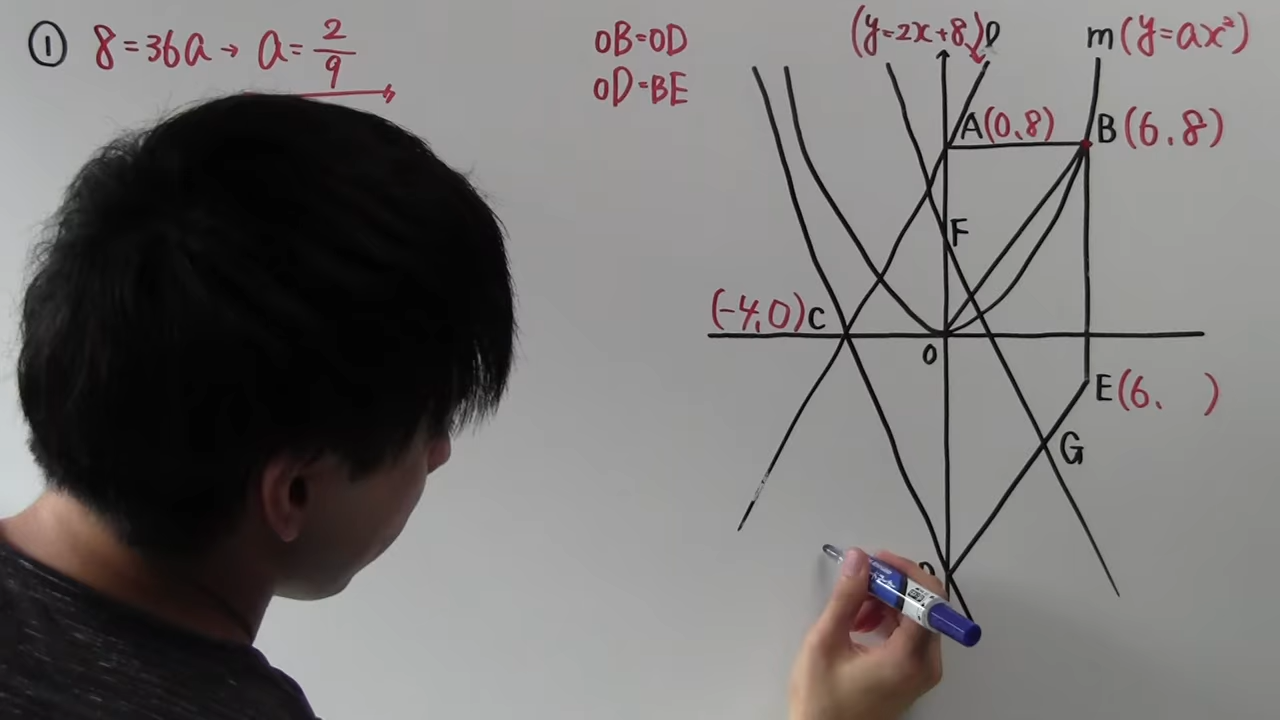 ① 8=36a→a=2/9
OB=OD
OD=BE
(y=2x+8)
m(y=ax²)
A(0,8)
B(6,8)
F
(-4,0)C
O
E(6, )
G